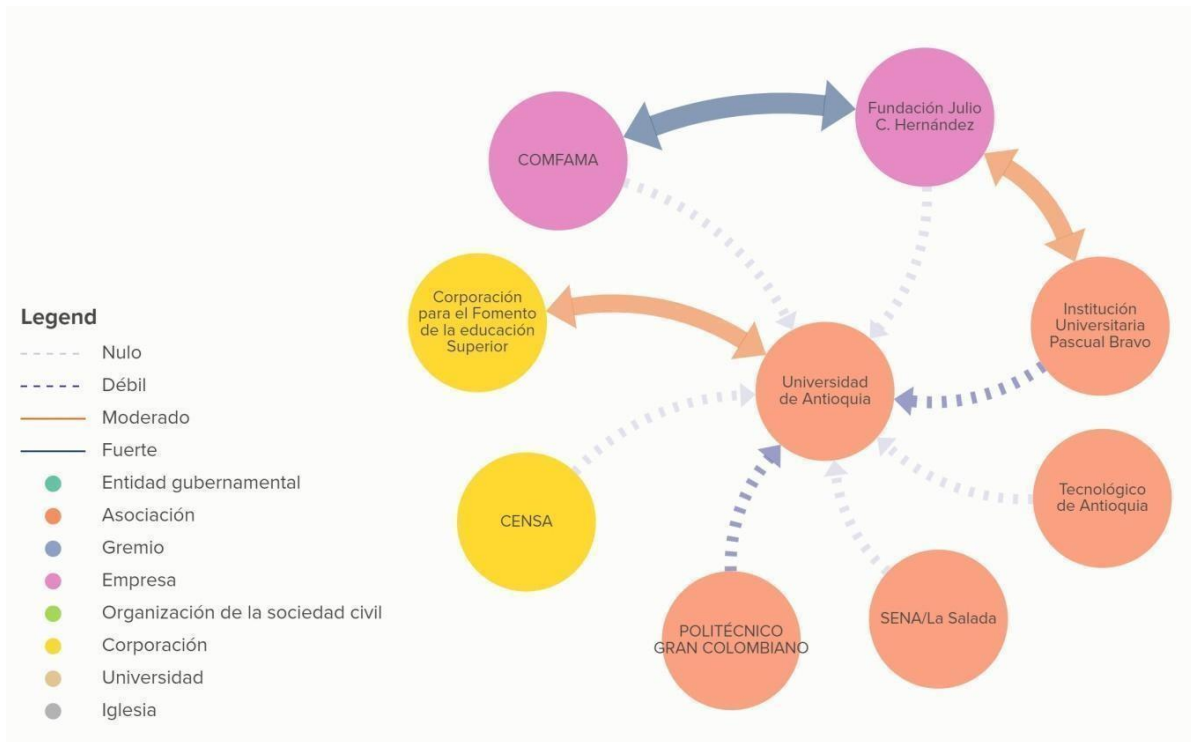 Fundación Julio
C. Hernández
COMFAMA
Corporación
para el Fomento
de la educación
Superior
Institución
Universitaria
Pascual Bravo
Universidad
de Antioquia
Tecnológico
de Antioquia
CENSA
SENA/La Salada
POLITÉCNICO
GRAN COLOMBIANO
Legend
Nulo
Débil
Moderado
Fuerte
Entidad gubernamental
Asociación
Gremio
Empresa
Organización de la sociedad civil
Corporación
Universidad
Iglesia